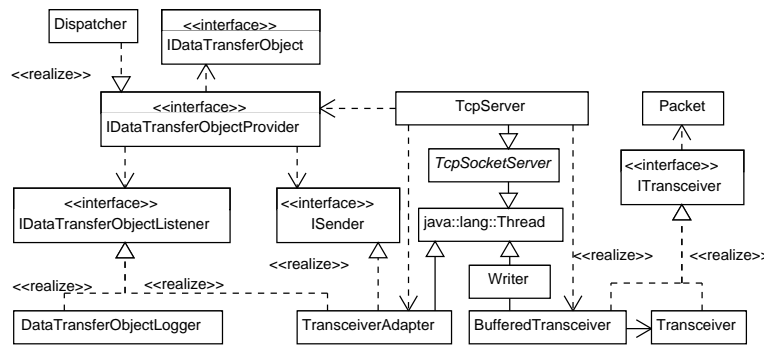 Dispatcher
<<interface>>
IDataTransferObject
<<realize>>
<<interface>>
IDataTransferObjectProvider
TcpServer
Packet
TcpSocketServer
<<interface>>
ITransceiver
<<interface>>
IDataTransferObjectListener
<<interface>>
ISender
java::lang::Thread
<<realize>>
<<realize>>
<<realize>>
<<realize>>
<<realize>>
Writer
DataTransferObjectLogger
TransceiverAdapter
BufferedTransceiver
Transceiver